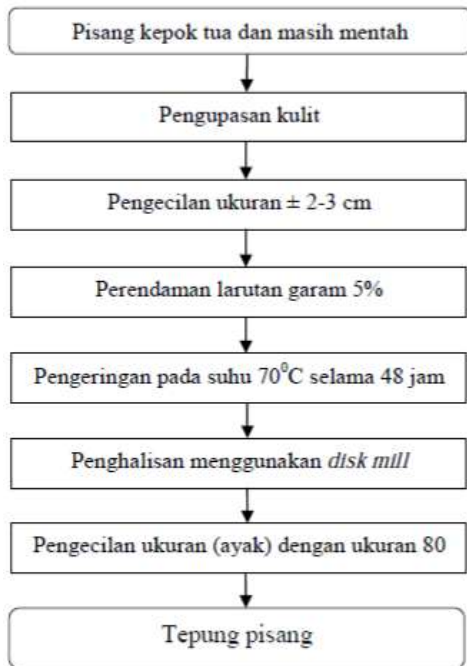 Pisang kepok tua dan masih mentah
Pengupasan kulit
Pengecilan ukuran ± 2-3 cm
Perendaman larutan garam 5%
Pengeringan pada suhu 70⁰C selama 48 jam
Penghalisan menggunakan disk mill
Pengecilan ukuran (ayak) dengan ukuran 80
Tepung pisang